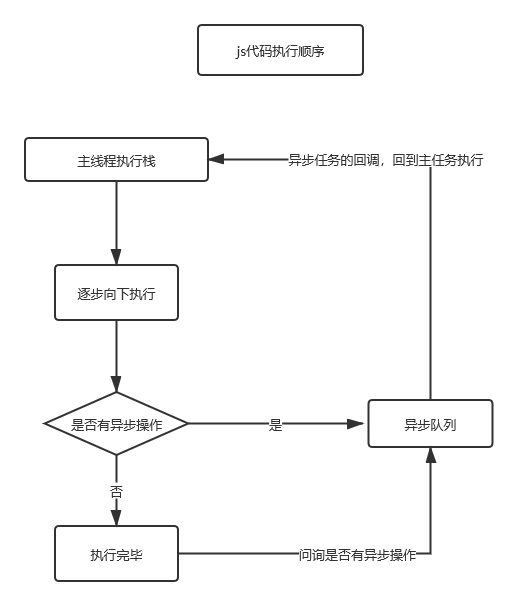 js代码执行顺序
主线程执行栈
异步任务的回调，回到主任务执行
逐步向下执行
是否有异步操作
是
异步队列
否
执行完毕
问询是否有异步操作